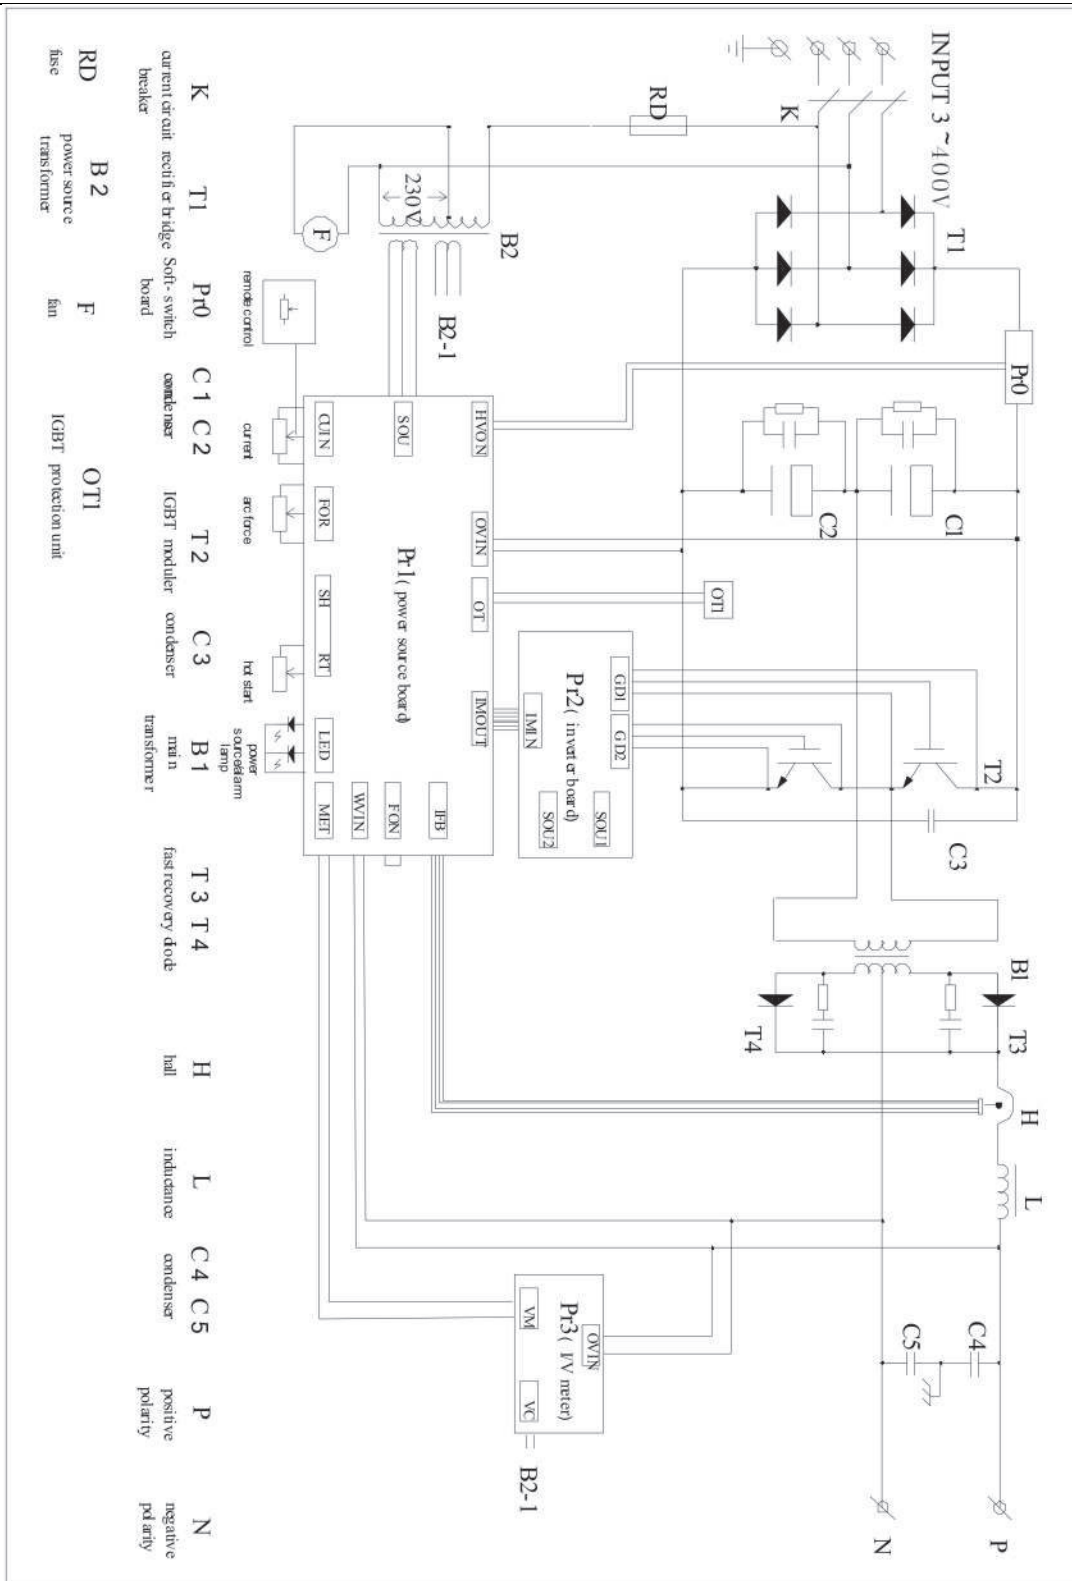 INPUT 3 ~ 400V
K
RD
T1
Pr0
C1
C2
T2
C3
B1
T3
T4
H
L
C4
C5
P
N
230V
F
B2
B2-1
OT1
HVON
SOU
OVIN
OT
IMOUT
CUIN
FOR
SH
RT
LED
MET
WVIN
FON
IFB
Pr1( power source board)
GD1
GD2
IMIN
Pr2( inverter board)
SOU1
SOU2
remote control
current
arc force
hot start
power
source/alarm
lamp
OVIN
VM
Pr3( I/V meter)
VC
B2-1
K T1 Pr0 C1 C2 T2 C3 B1 T3 T4 H L C4 C5 P N
current circuit breaker
rectifier bridge
Soft-switch board
condenser
IGBT moduler
condenser
main transformer
fast recovery diode
hall
inductance
condenser
positive polarity
negative polarity
RD B2 F OT1
fuse
power source transformer
fan
IGBT protection unit